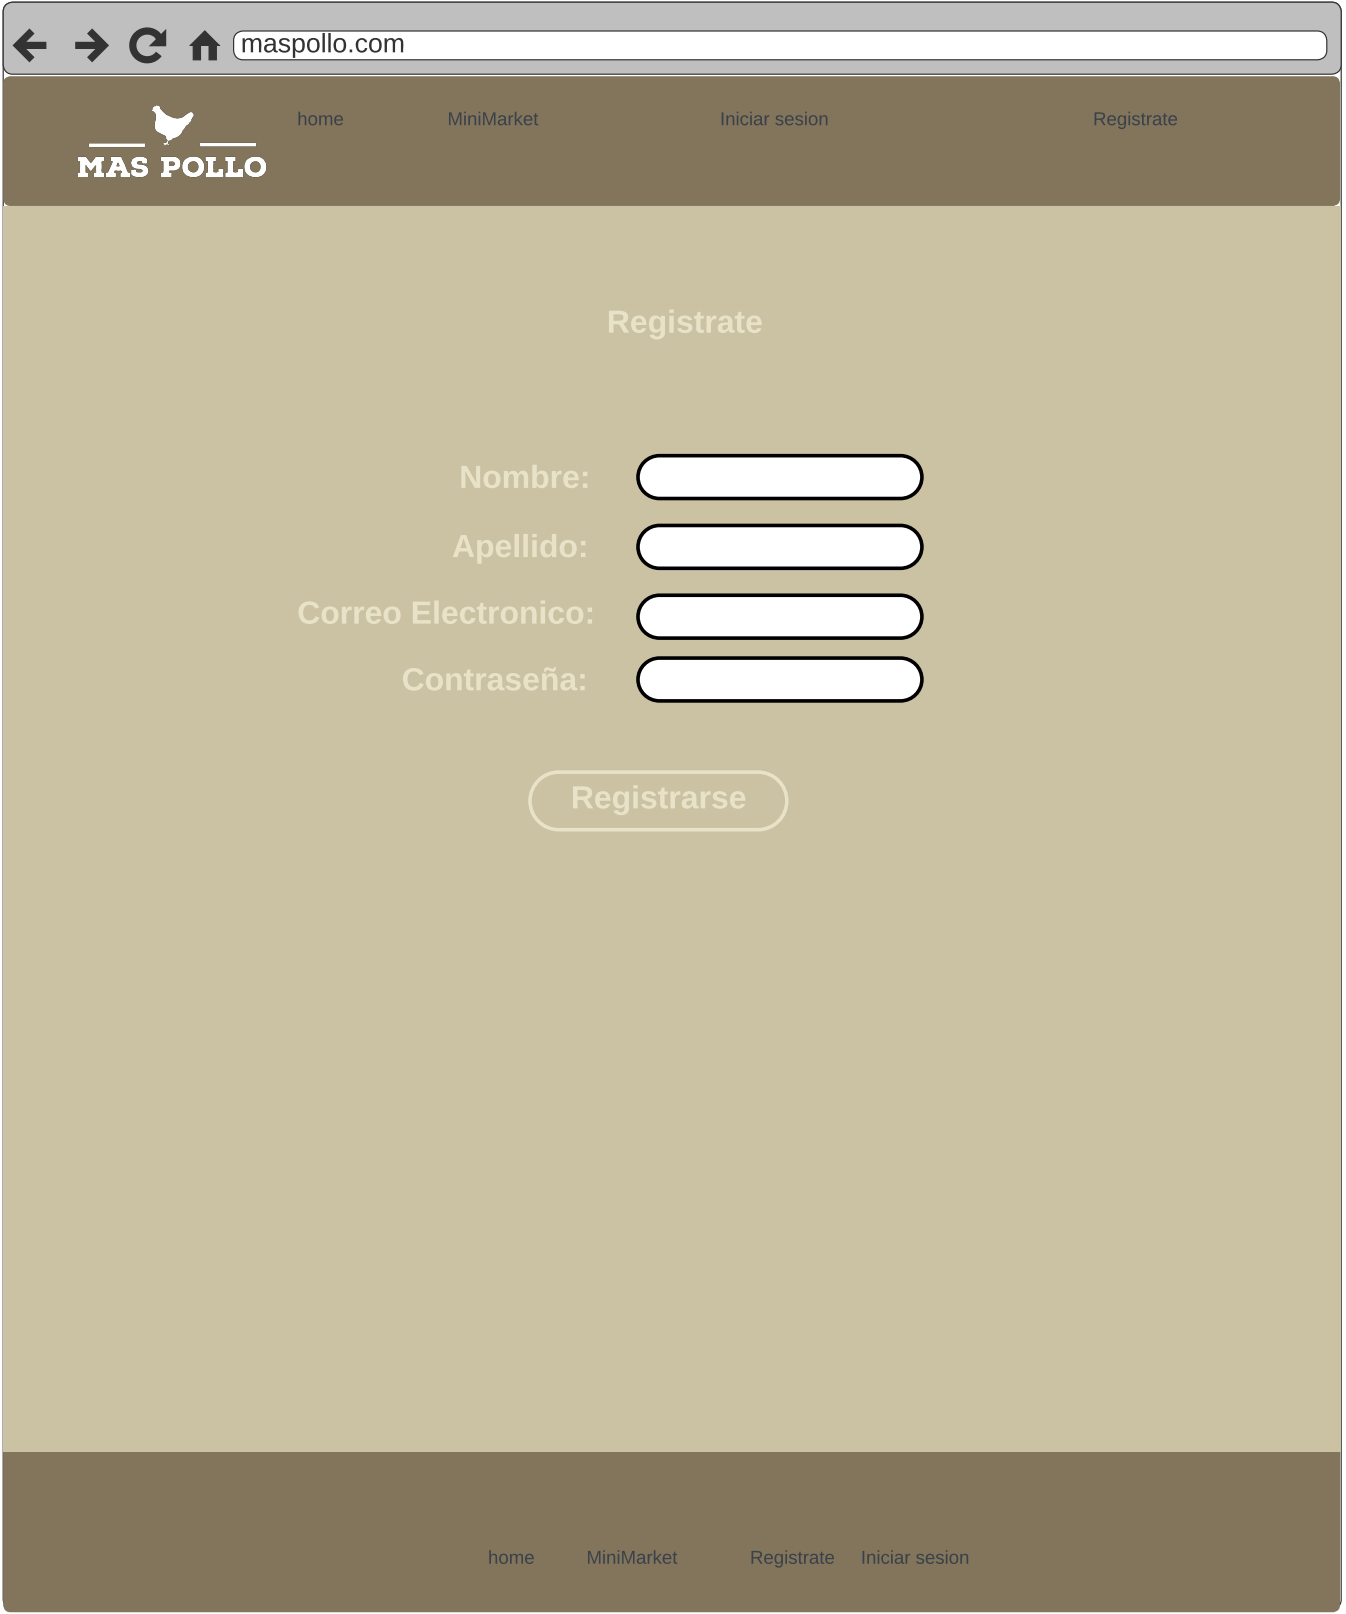 maspollo.com
home MiniMarket Iniciar sesion Registrate
MAS POLLO
Registrate
Nombre:
Apellido:
Correo Electronico:
Contraseña:
Registrarse
home MiniMarket Registrate Iniciar sesion